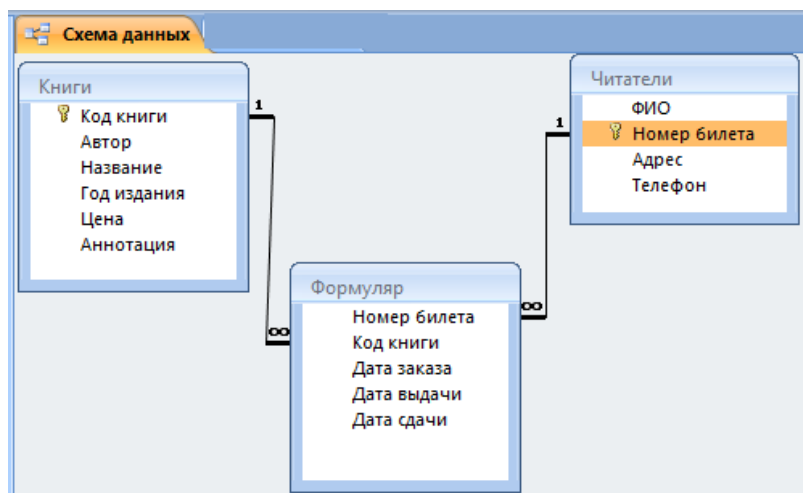 Схема данных
Книги
Код книги
Автор
Название
Год издания
Цена
Аннотация
1
∞
Читатели
ФИО
Номер билета
Адрес
Телефон
1
∞
Формуляр
Номер билета
Код книги
Дата заказа
Дата выдачи
Дата сдачи